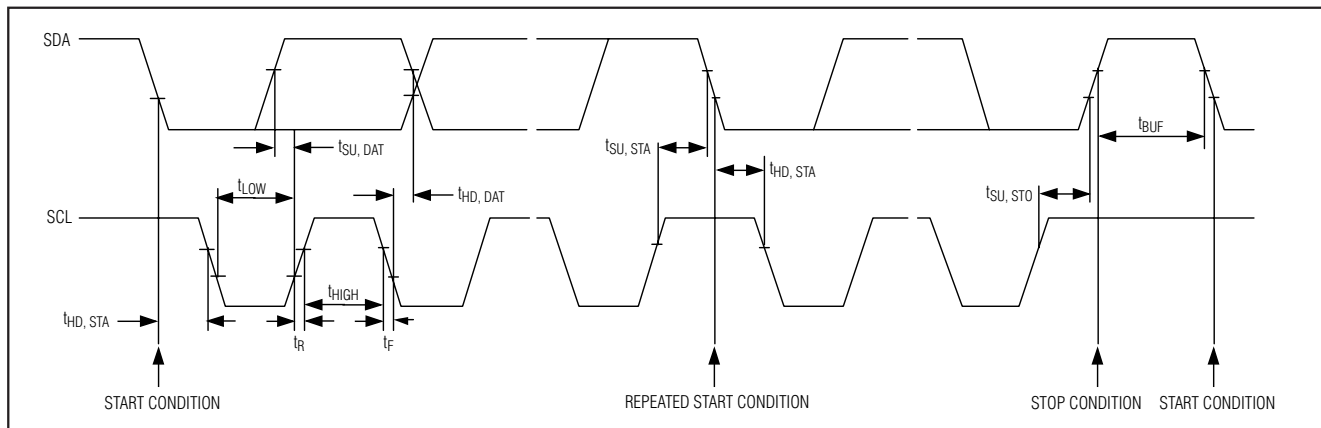 SDA
tSU, DAT
tSU, STA
tBUF
tHD, STA
tLOW
tHD, DAT
tSU, STO
SCL
tHIGH
tHD, STA
tR
tF
START CONDITION
REPEATED START CONDITION
STOP CONDITION
START CONDITION